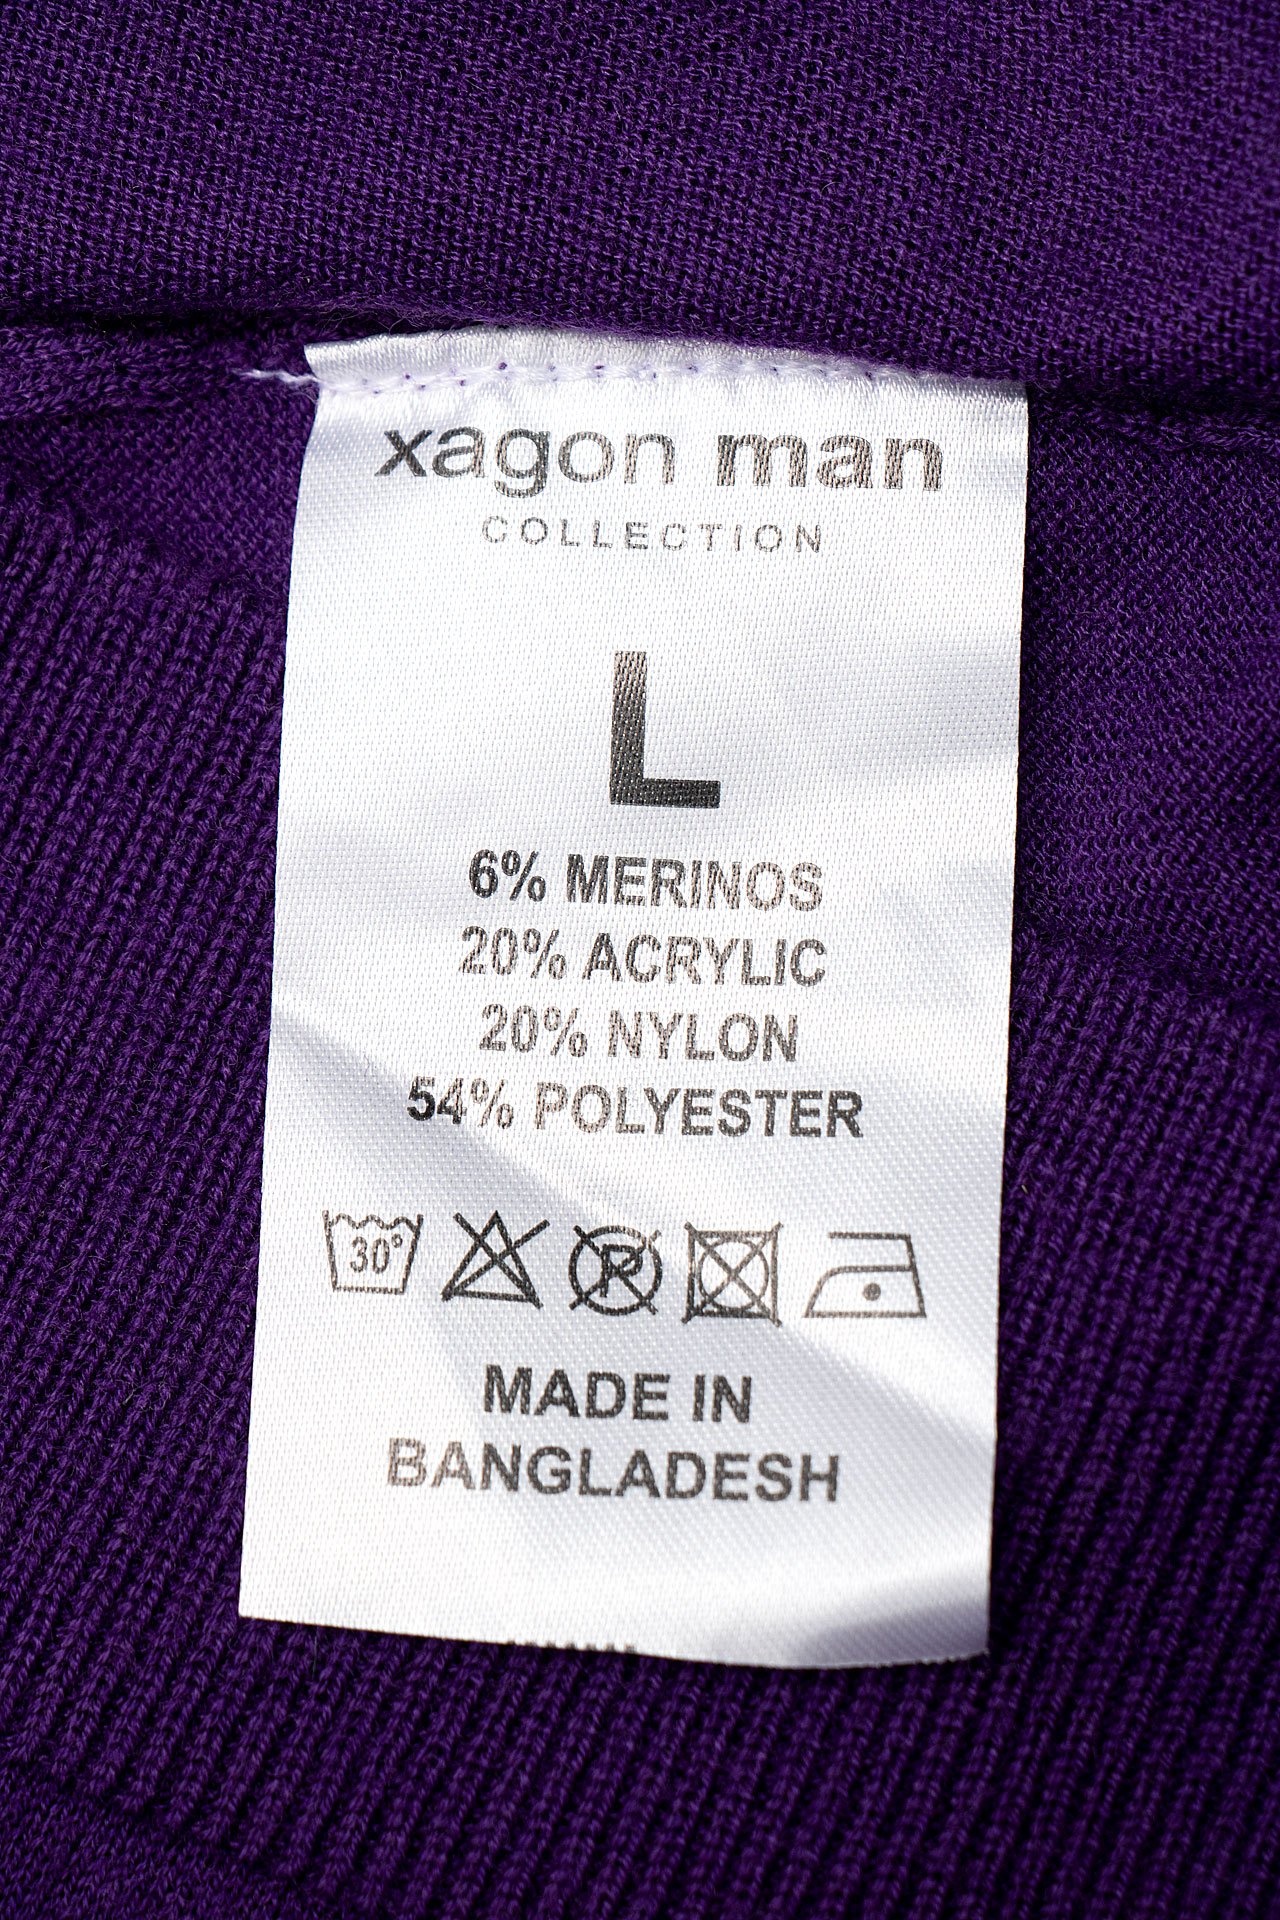 xagon man
COLLECTION
L
6% MERINOS
20% ACRYLIC
20% NYLON
54% POLYESTER
30°
R
MADE IN
BANGLADESH